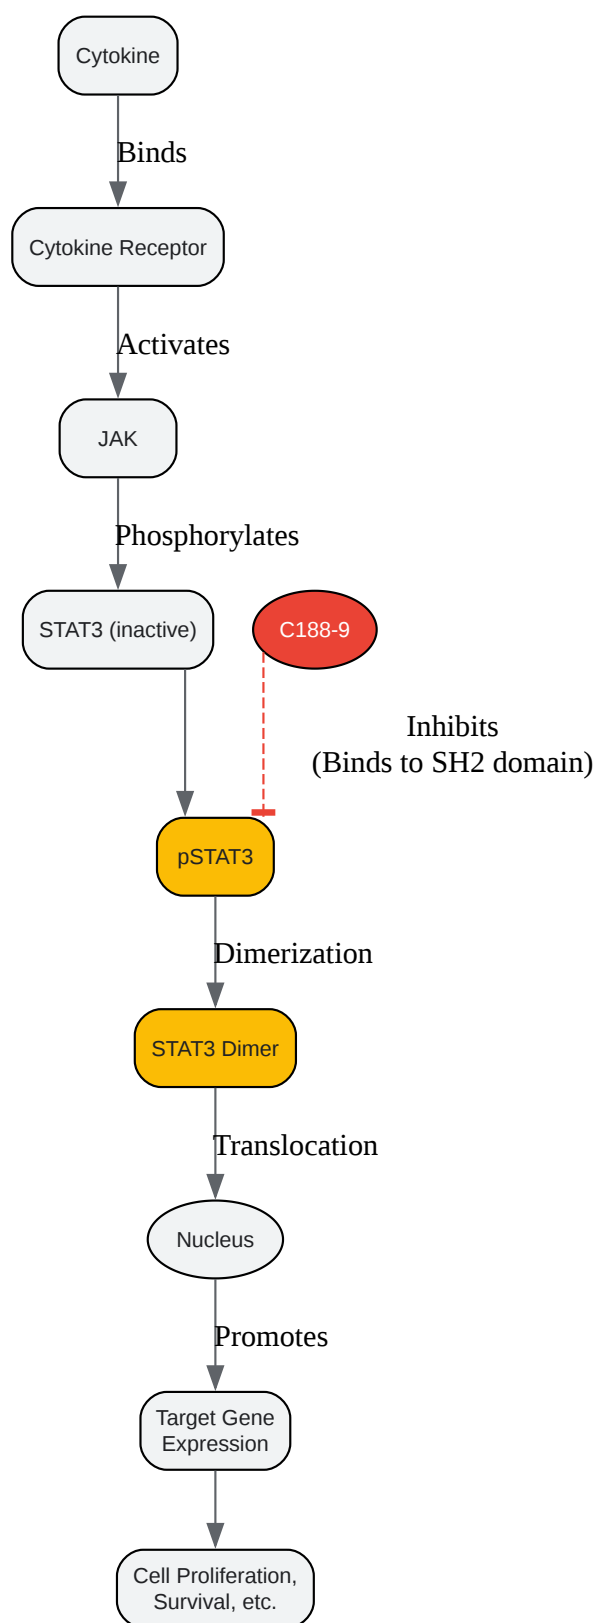 Cytokine
Binds
Cytokine Receptor
Activates
JAK
Phosphorylates
STAT3 (inactive)
C188-9
Inhibits
(Binds to SH2 domain)
pSTAT3
Dimerization
STAT3 Dimer
Translocation
Nucleus
Promotes
Target Gene
Expression
Cell Proliferation,
Survival, etc.